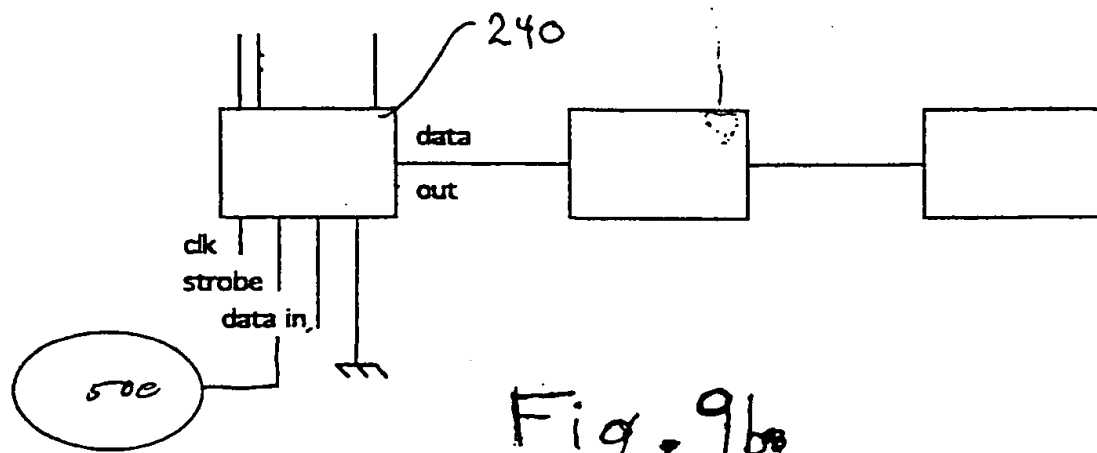 240
data
out
clk
strobe
data in
50e
Fig. 9b